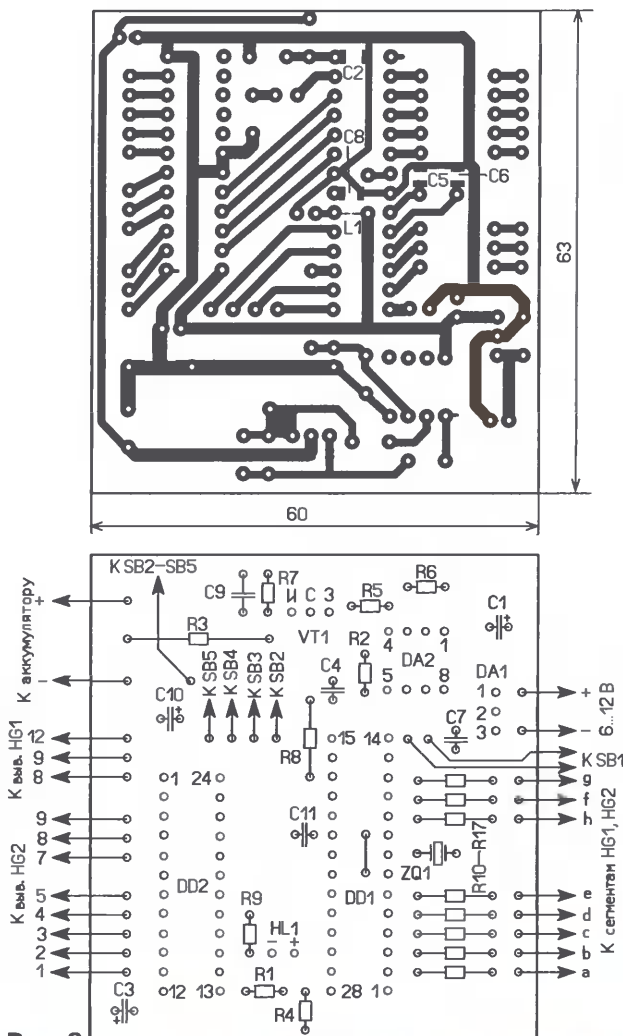 C2
C8
C5
C6
L1
63
60
К SB2–SB5
К аккумулятору
+
–
C9
R7
И С З
R5
R6
C1
+
R3
VT1
R2
4
1
DA2
5
8
DA1
1
2
3
+
6...12 В
–
К SB5
К SB4
К SB3
К SB2
C4
C10
+
C7
К SB1
К выв. HG1
12
9
8
R8
15 14
g
f
h
1 24
К выв. HG2
9
8
7
5
4
3
2
1
C11
ZQ1
R10–R17
DD2
DD1
R9
HL1
– +
e
d
c
b
a
К сегментам HG1, HG2
C3
+
12 13
R1
R4
28 1